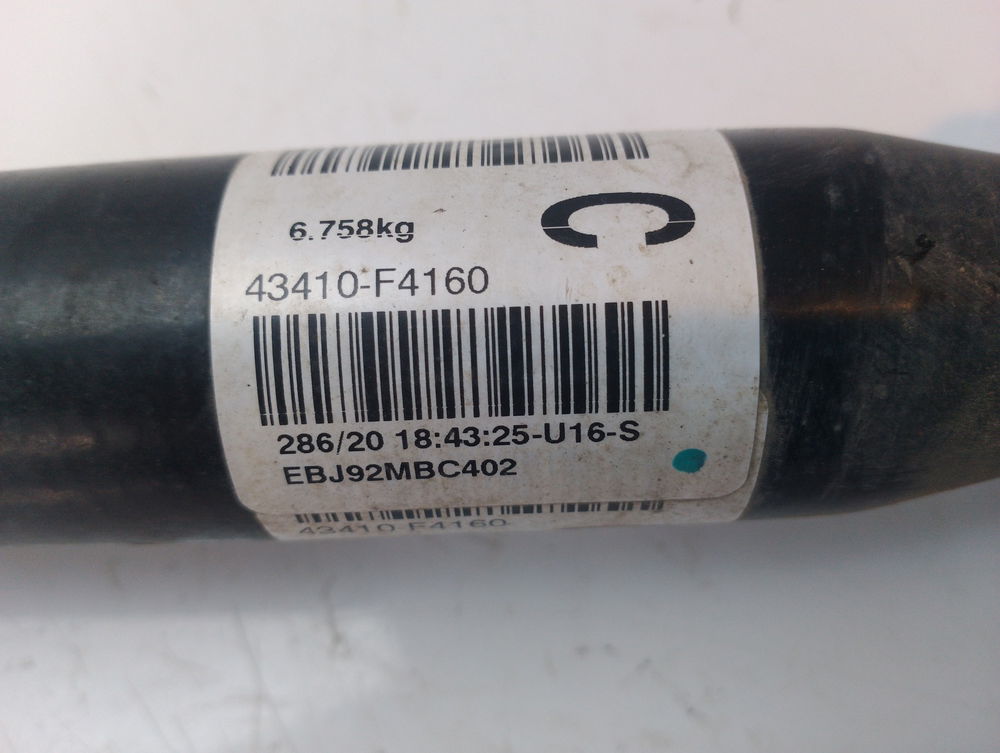 C
6.758kg
43410-F4160
286/20 18:43:25-U16-S
EBJ92MBC402
43410-F4160